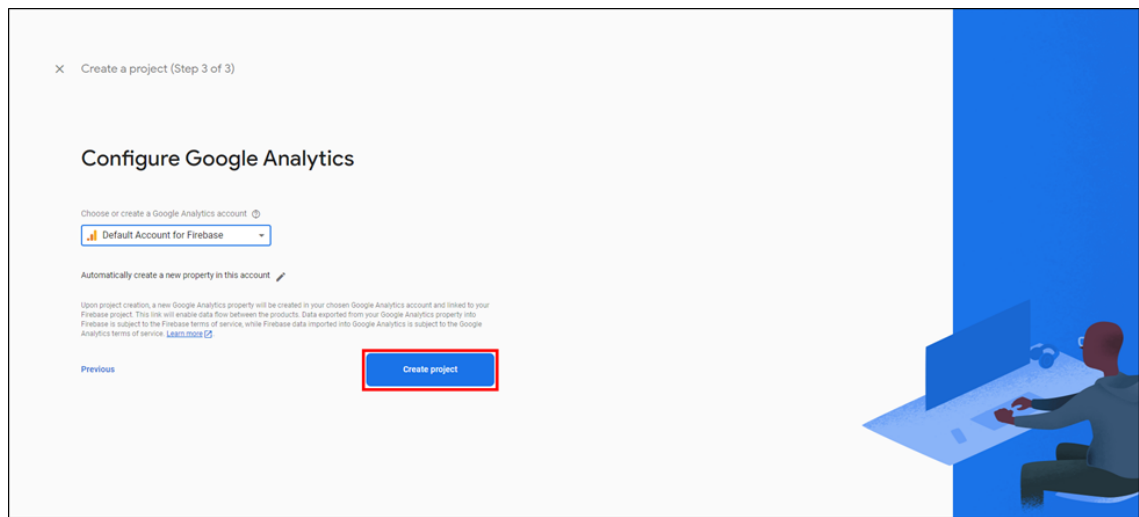 Create a project (Step 3 of 3)
Configure Google Analytics
Choose or create a Google Analytics account
Default Account for Firebase
Automatically create a new property in this account
Upon project creation, a new Google Analytics property will be created in your chosen Google Analytics account and linked to your
Firebase project. This link will enable data flow between the products. Data exported from your Google Analytics property into
Firebase is subject to the Firebase terms of service, while Firebase data imported into Google Analytics is subject to the Google
Analytics terms of service. Learn more
Previous
Create project